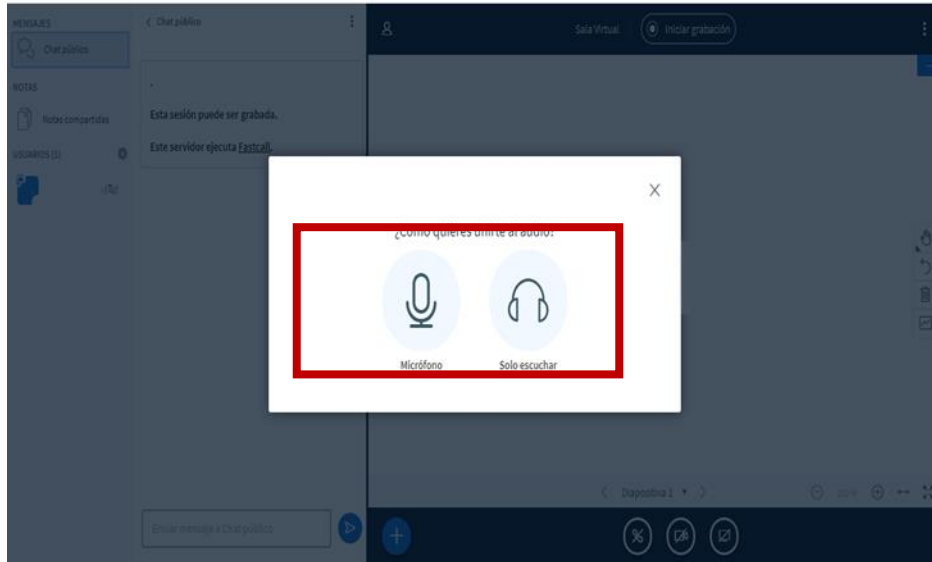 MENSAJES
Chat público
NOTAS
Notas compartidas
USUARIOS (1)
Chat público
Esta sesión puede ser grabada.
Este servidor ejecuta Fastcall.
Enviar mensaje a Chat público
Sala Virtual
Iniciar grabación
¿Cómo quieres unirte al audio?
Micrófono
Solo escuchar
Diapositiva 1